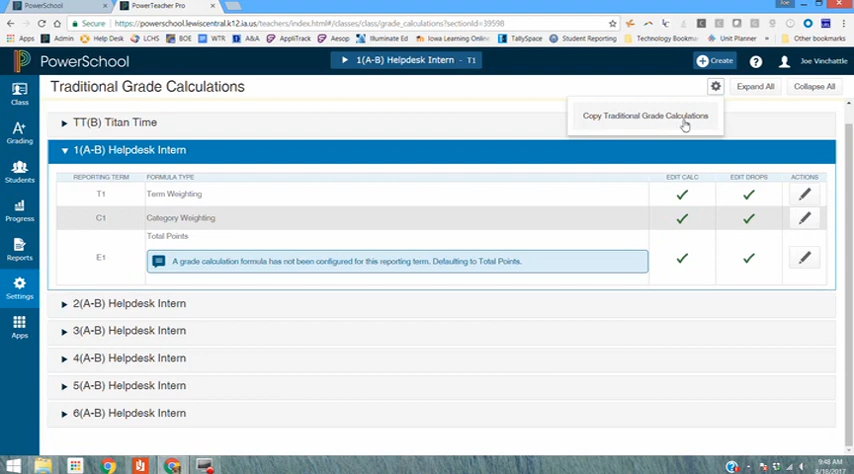 PowerSchool
PowerTeacher Pro
Joe
Secure https://powerschool.lewiscentral.k12.ia.us/teachers/index.html#/classes/class/grade_calculations?sectionId=39598
Apps Admin Help Desk LCHS BOE WTR A&A AppliTrack Aesop Illuminate Ed Iowa Learning Online TallySpace Student Reporting Technology Bookma Unit Planner Other bookmarks
PowerSchool
1(A-B) Helpdesk Intern - T1
Create
Joe Vinchattle
Class
Grading
Students
Progress
Reports
Settings
Apps
Traditional Grade Calculations
Expand All
Collapse All
Copy Traditional Grade Calculations
TT(B) Titan Time
1(A-B) Helpdesk Intern
REPORTING TERM FORMULA TYPE EDIT CALC EDIT DROPS ACTIONS
T1 Term Weighting
C1 Category Weighting
Total Points
E1 A grade calculation formula has not been configured for this reporting term. Defaulting to Total Points.
2(A-B) Helpdesk Intern
3(A-B) Helpdesk Intern
4(A-B) Helpdesk Intern
5(A-B) Helpdesk Intern
6(A-B) Helpdesk Intern
9:48 AM
8/16/2017